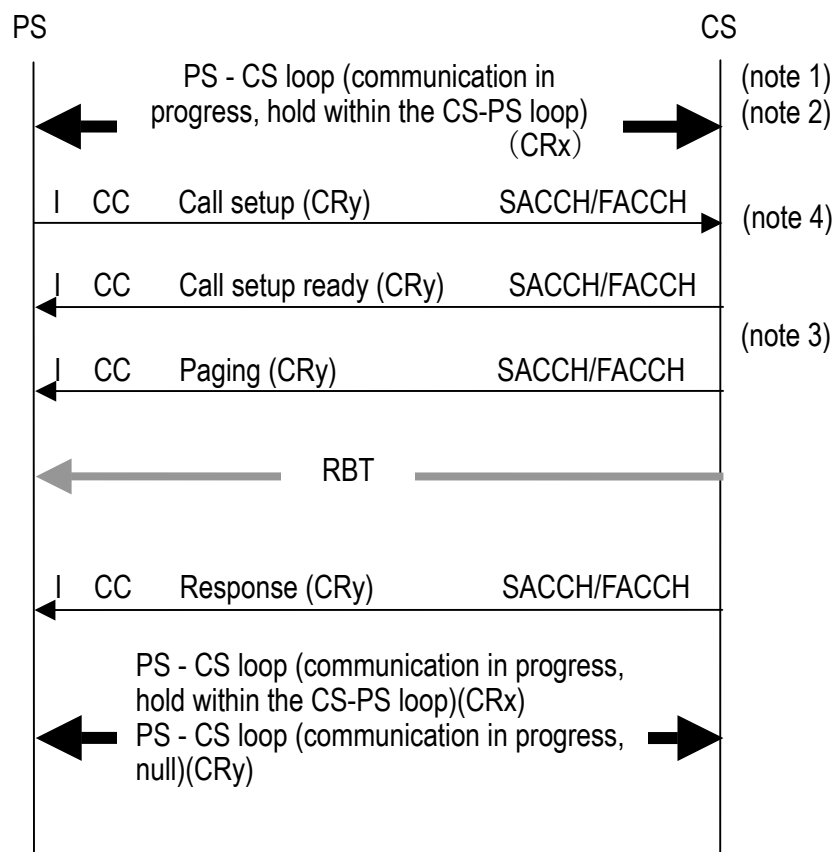 PS CS
PS - CS loop (communication in (note 1)
progress, hold within the CS-PS loop) (note 2)
（CRx）
I CC Call setup (CRy) SACCH/FACCH (note 4)
I CC Call setup ready (CRy) SACCH/FACCH
(note 3)
I CC Paging (CRy) SACCH/FACCH
RBT
I CC Response (CRy) SACCH/FACCH
PS - CS loop (communication in progress,
hold within the CS-PS loop)(CRx)
PS - CS loop (communication in progress,
null)(CRy)